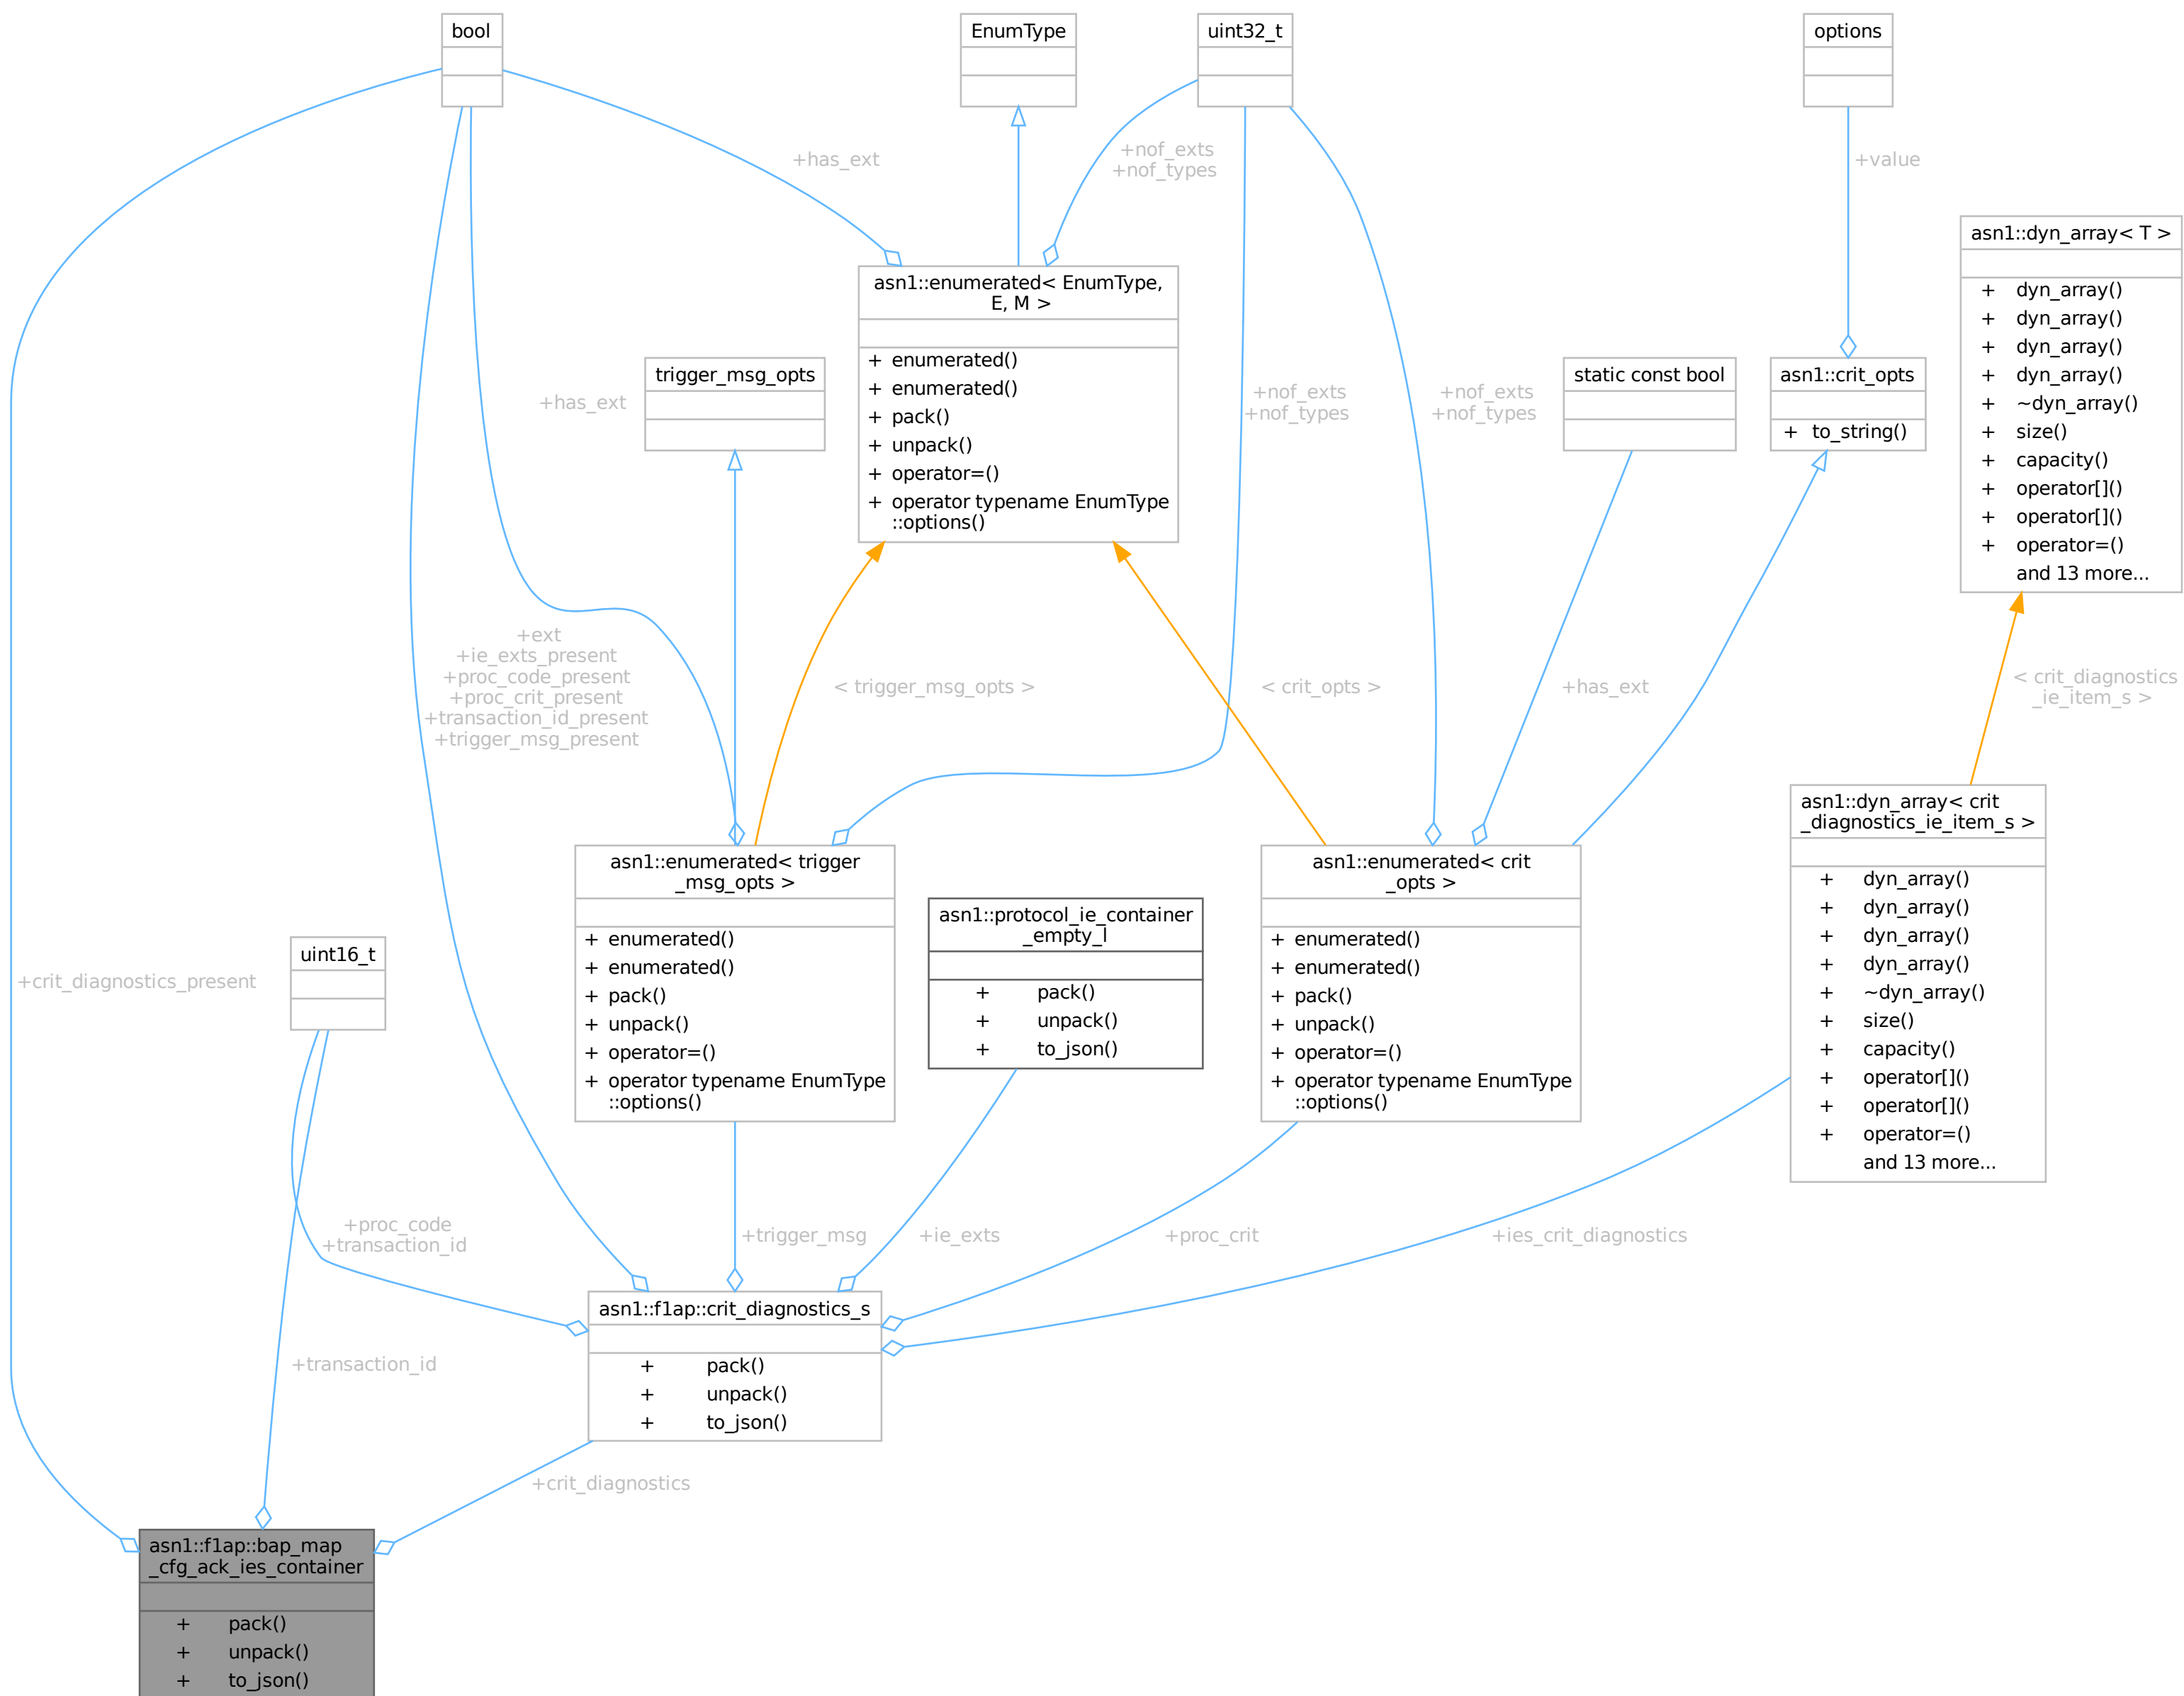 bool
EnumType
uint32_t
options
+has_ext
+nof_exts
+nof_types
+value
asn1::dyn_array< T >
+ dyn_array()
+ dyn_array()
+ dyn_array()
+ dyn_array()
+ ~dyn_array()
+ size()
+ capacity()
+ operator[]()
+ operator[]()
+ operator=()
and 13 more...
asn1::enumerated< EnumType,
E, M >
+ enumerated()
+ enumerated()
+ pack()
+ unpack()
+ operator=()
+ operator typename EnumType
::options()
trigger_msg_opts
static const bool
asn1::crit_opts
+ to_string()
+has_ext
+nof_exts
+nof_types
+nof_exts
+nof_types
+ext
+ie_exts_present
+proc_code_present
+proc_crit_present
+transaction_id_present
+trigger_msg_present
< trigger_msg_opts >
< crit_opts >
+has_ext
< crit_diagnostics
_ie_item_s >
asn1::dyn_array< crit
_diagnostics_ie_item_s >
+ dyn_array()
+ dyn_array()
+ dyn_array()
+ dyn_array()
+ ~dyn_array()
+ size()
+ capacity()
+ operator[]()
+ operator[]()
+ operator=()
and 13 more...
asn1::enumerated< trigger
_msg_opts >
+ enumerated()
+ enumerated()
+ pack()
+ unpack()
+ operator=()
+ operator typename EnumType
::options()
asn1::protocol_ie_container
_empty_l
+ pack()
+ unpack()
+ to_json()
asn1::enumerated< crit
_opts >
+ enumerated()
+ enumerated()
+ pack()
+ unpack()
+ operator=()
+ operator typename EnumType
::options()
+crit_diagnostics_present
uint16_t
+proc_code
+transaction_id
+trigger_msg
+ie_exts
+proc_crit
+ies_crit_diagnostics
asn1::f1ap::crit_diagnostics_s
+ pack()
+ unpack()
+ to_json()
+transaction_id
+crit_diagnostics
asn1::f1ap::bap_map
_cfg_ack_ies_container
+ pack()
+ unpack()
+ to_json()